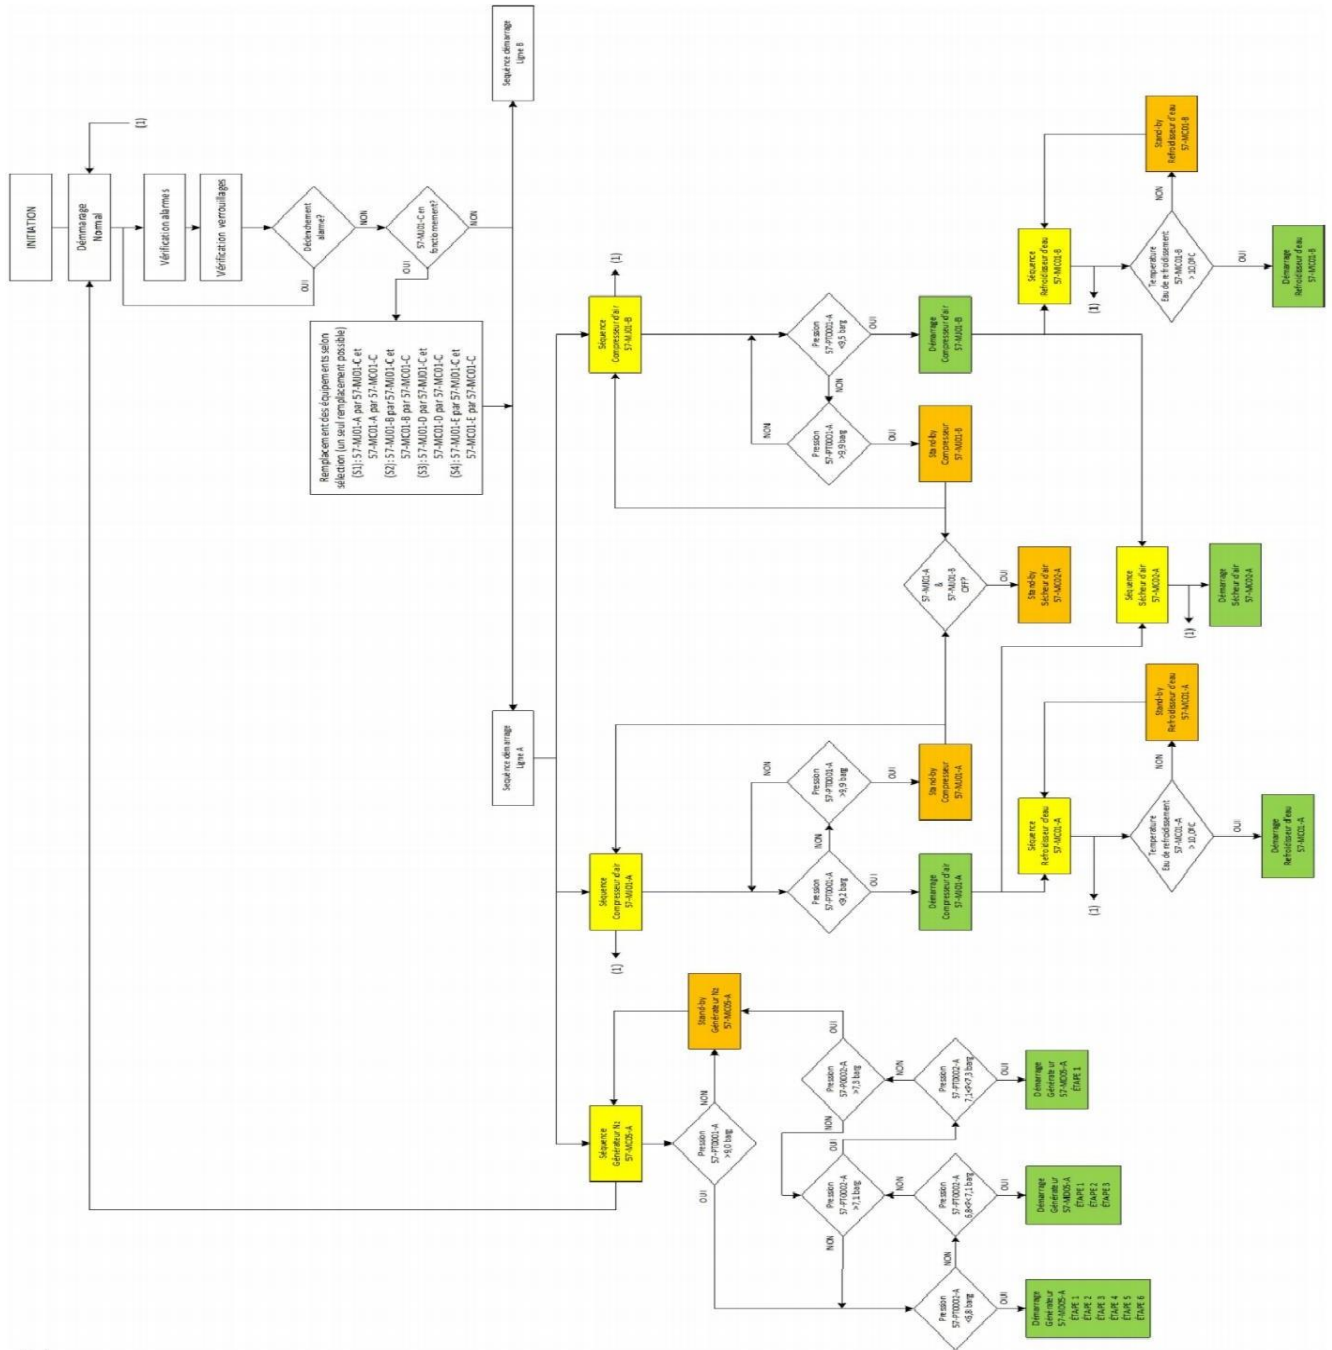 INITIATION
Démmarage
Normal
(1)
Vérification alarmes
Vérification verrouillages
Déclenchement
alarme?
OUI
NON
57-MJ01-C en
fonctionnement?
OUI
NON
Remplacement des équipements selon
sélection (un seul remplacement possible)
(S1): 57-MJ01-A par 57-MJ01-C et
57-MC01-A par 57-MC01-C
(S2): 57-MJ01-B par 57-MJ01-C et
57-MC01-B par 57-MC01-C
(S3): 57-MJ01-D par 57-MJ01-C et
57-MC01-D par 57-MC01-C
(S4): 57-MJ01-E par 57-MJ01-C et
57-MC01-E par 57-MC01-C
Sequènce démarrage
Ligne A
Sequènce démarrage
Ligne B
Séquence
Générateur N2
57-MC05-A
Pression
57-PT0001-A
>9,0 barg
OUI
NON
Stand-by
Générateur N2
57-MC05-A
Pression
57-PT0002-A
>7,1 barg
OUI
NON
Pression
57-P0002-A
>7,3 barg
OUI
NON
Pression
57-PT0002-A
<6,8 barg
OUI
NON
Pression
57-PT0002-A
6,8<P<7,1 barg
OUI
NON
Pression
57-PT0002-A
7,1<P<7,3 barg
OUI
NON
Démarrage
Générateur
57-MC05-A
ÉTAPE 1
ÉTAPE 2
ÉTAPE 3
ÉTAPE 4
ÉTAPE 5
ÉTAPE 6
Démarrage
Générateur
57-MC05-A
ÉTAPE 1
ÉTAPE 2
ÉTAPE 3
Démarrage
Générateur
57-MC05-A
ÉTAPE 1
Séquence
Compresseur d'air
57-MJ01-A
(1)
Pression
57-PT0001-A
<9,2 barg
OUI
NON
Pression
57-PT0001-A
>9,9 barg
OUI
NON
Démarrage
Compresseur d'air
57-MJ01-A
Stand-by
Compresseur
57-MJ01-A
57-MJ01-A
&
57-MJ01-B
OFF?
OUI
Stand-by
Sécheur d'air
57-MC02-A
Séquence
Compresseur d'air
57-MJ01-B
(1)
Pression
57-PT0001-A
<9,5 barg
OUI
NON
Pression
57-PT0001-A
>9,9 barg
OUI
NON
Démarrage
Compresseur d'air
57-MJ01-B
Stand-by
Compresseur
57-MJ01-B
Séquence
Refroidisseur d'eau
57-MC01-A
(1)
Temperature
Eau de refroidissement
57-MC01-A
> 10,0ºC
OUI
NON
Stand-by
Refroidisseur d'eau
57-MC01-A
Démarrage
Refroidisseur d'eau
57-MC01-A
Séquence
Sécheur d'air
57-MC02-A
(1)
Démarrage
Sécheur d'air
57-MC02-A
Séquence
Refroidisseur d'eau
57-MC01-B
(1)
Temperature
Eau de refroidissement
57-MC01-B
> 10,0ºC
OUI
NON
Stand-by
Refroidisseur d'eau
57-MC01-B
Démarrage
Refroidisseur d'eau
57-MC01-B